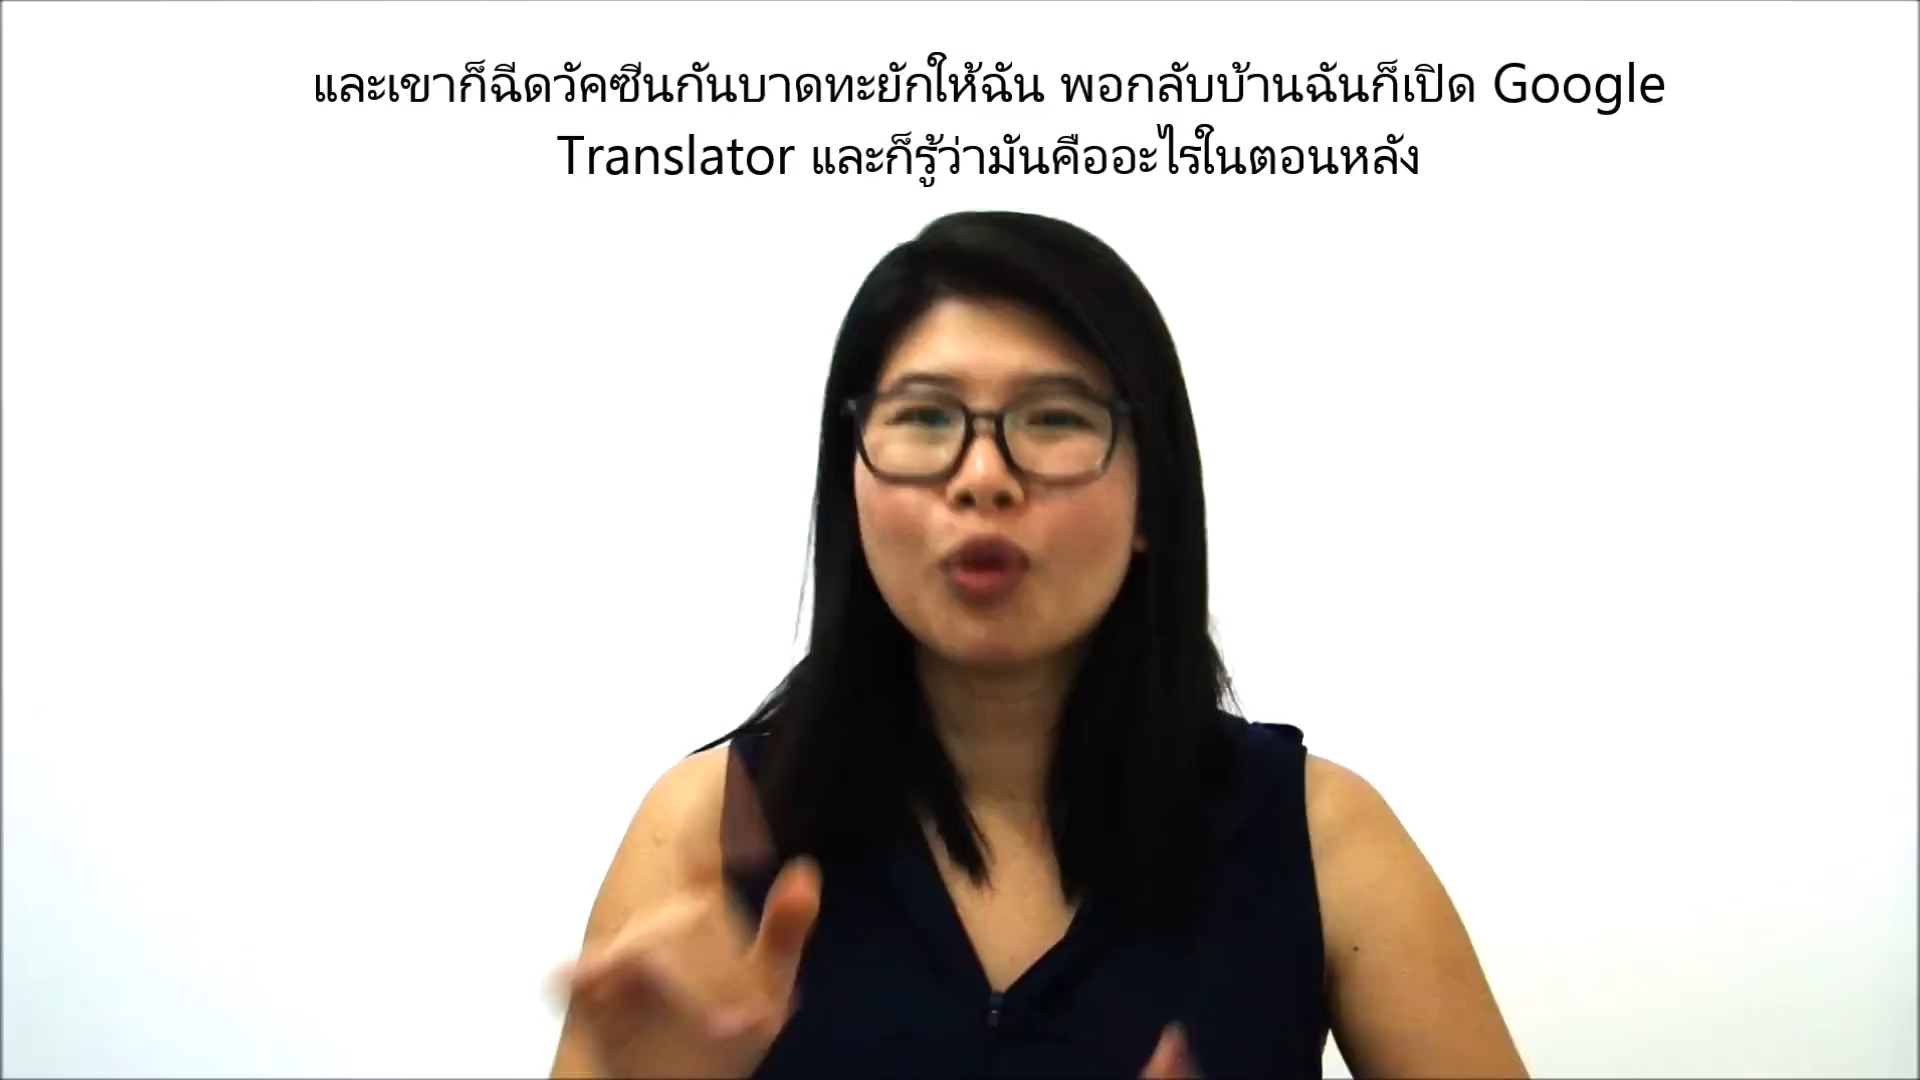 และเขาก็ฉีดวัคซีนกันบาดทะยักให้ฉัน พอกลับบ้านฉันก็เปิด Google
Translator และก็รู้ว่ามันคืออะไรในตอนหลัง